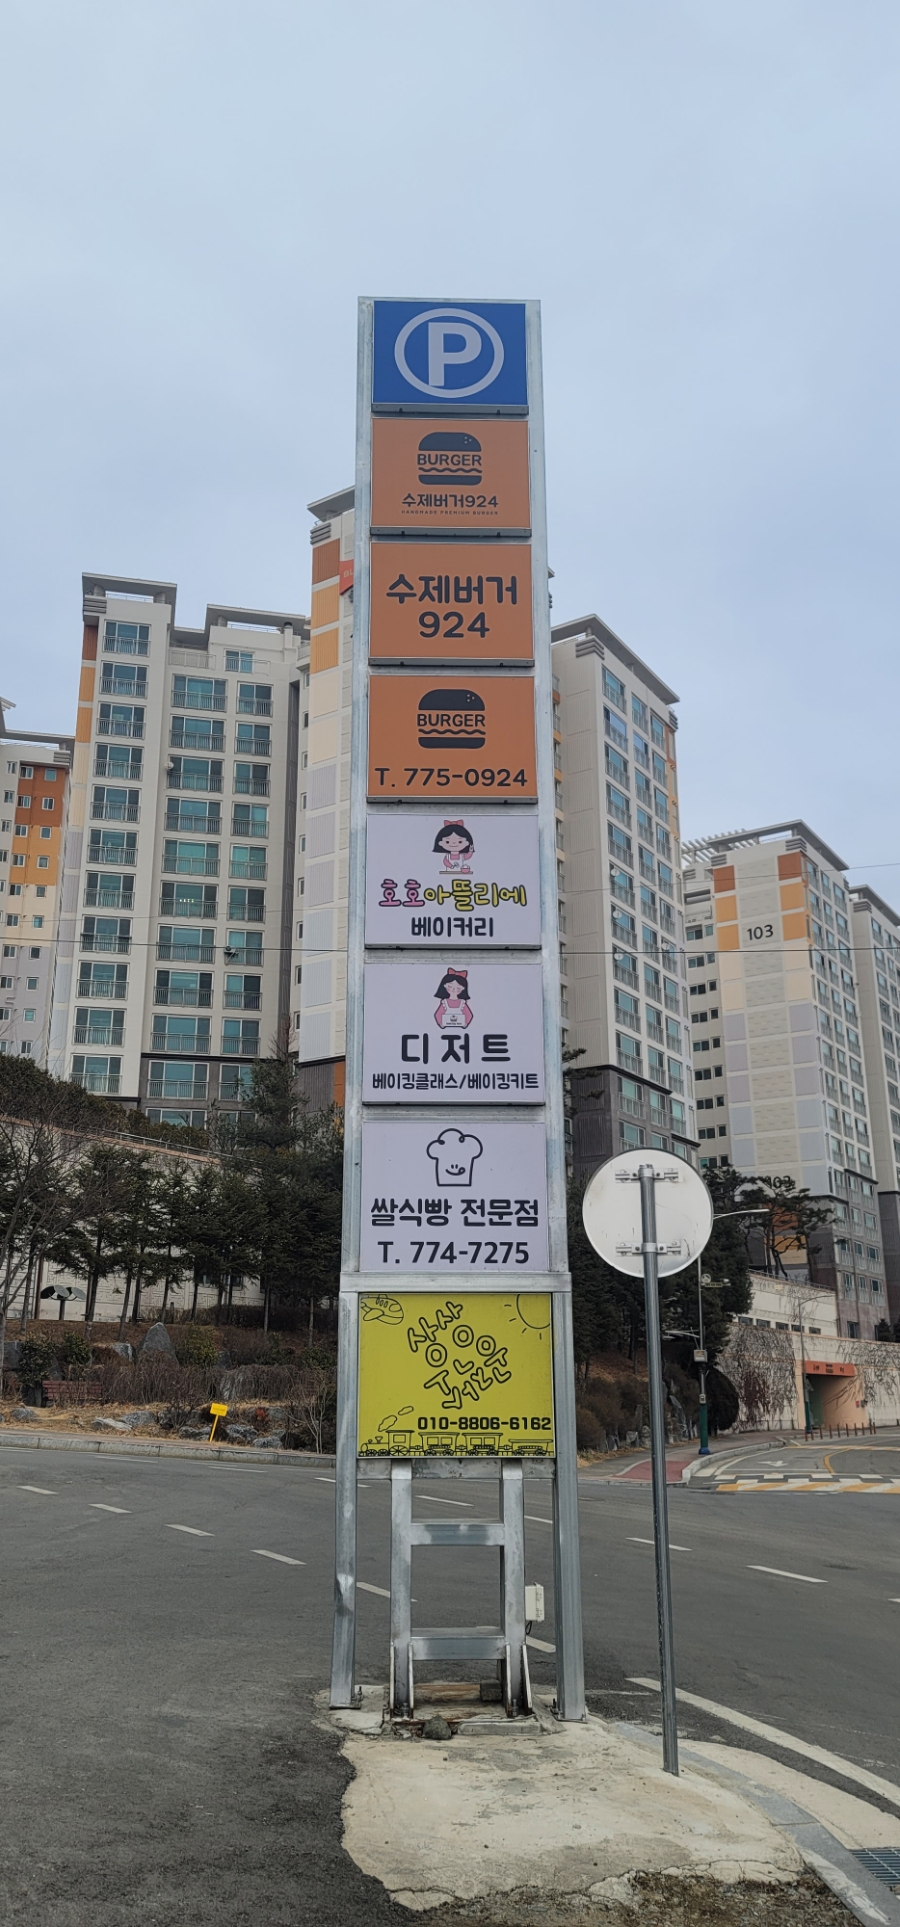 P
BURGER
수제버거924
HANDMADE PREMIUM BURGER
수제버거
924
BURGER
T. 775-0924
호호아뜰리에
베이커리
디저트
베이킹클래스/베이킹키트
쌀식빵 전문점
T. 774-7275
상상
010-8806-6162
103